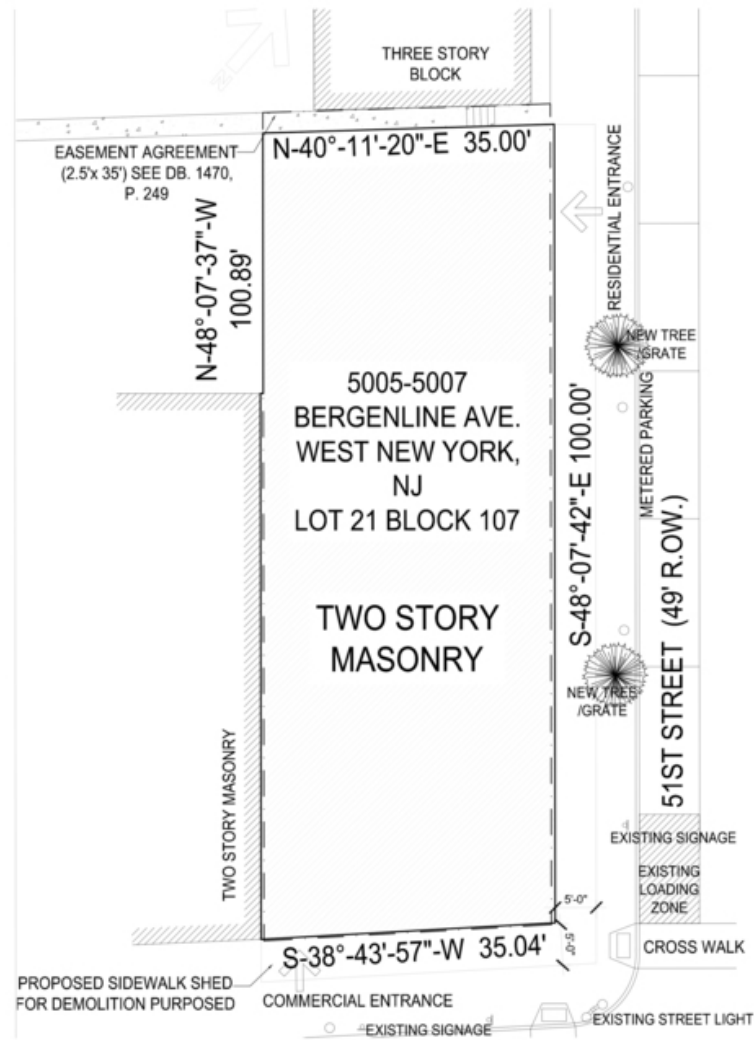 THREE STORY
BLOCK
EASEMENT AGREEMENT
(2.5'x 35') SEE DB. 1470,
P. 249
N-40°-11'-20"-E 35.00'
N-48°-07'-37"-W
100.89'
RESIDENTIAL ENTRANCE
NEW TREE
/GRATE
METERED PARKING
5005-5007
BERGENLINE AVE.
WEST NEW YORK,
NJ
LOT 21 BLOCK 107
S-48°-07'-42"-E 100.00'
51ST STREET (49' R.OW.)
TWO STORY
MASONRY
NEW TREE
/GRATE
TWO STORY MASONRY
EXISTING SIGNAGE
EXISTING
LOADING
ZONE
5'-0"
5'-0"
S-38°-43'-57"-W 35.04'
CROSS WALK
PROPOSED SIDEWALK SHED
FOR DEMOLITION PURPOSED
COMMERCIAL ENTRANCE
EXISTING SIGNAGE
EXISTING STREET LIGHT